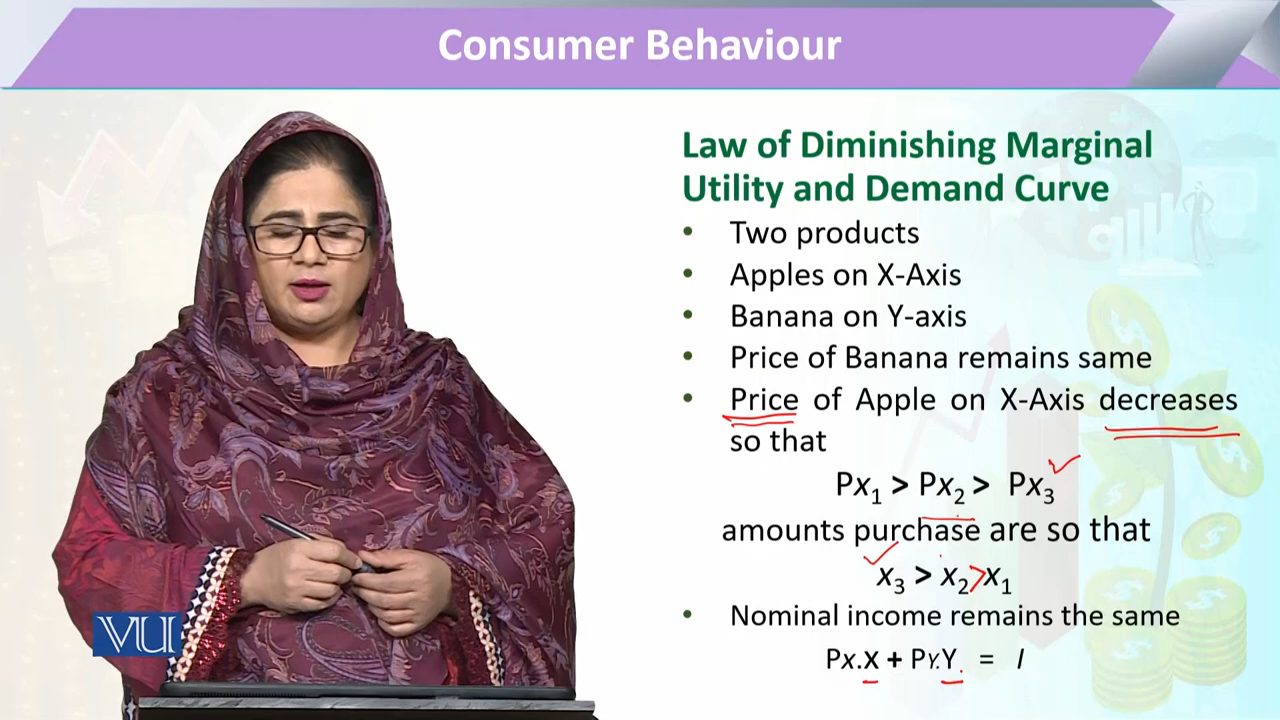 Consumer Behaviour
Law of Diminishing Marginal
Utility and Demand Curve
• Two products
• Apples on X-Axis
• Banana on Y-axis
• Price of Banana remains same
• Price of Apple on X-Axis decreases
so that
Px₁ > Px₂ > Px₃
amounts purchase are so that
x₃ > x₂>x₁
• Nominal income remains the same
Px.x + PY.Y = I
VU